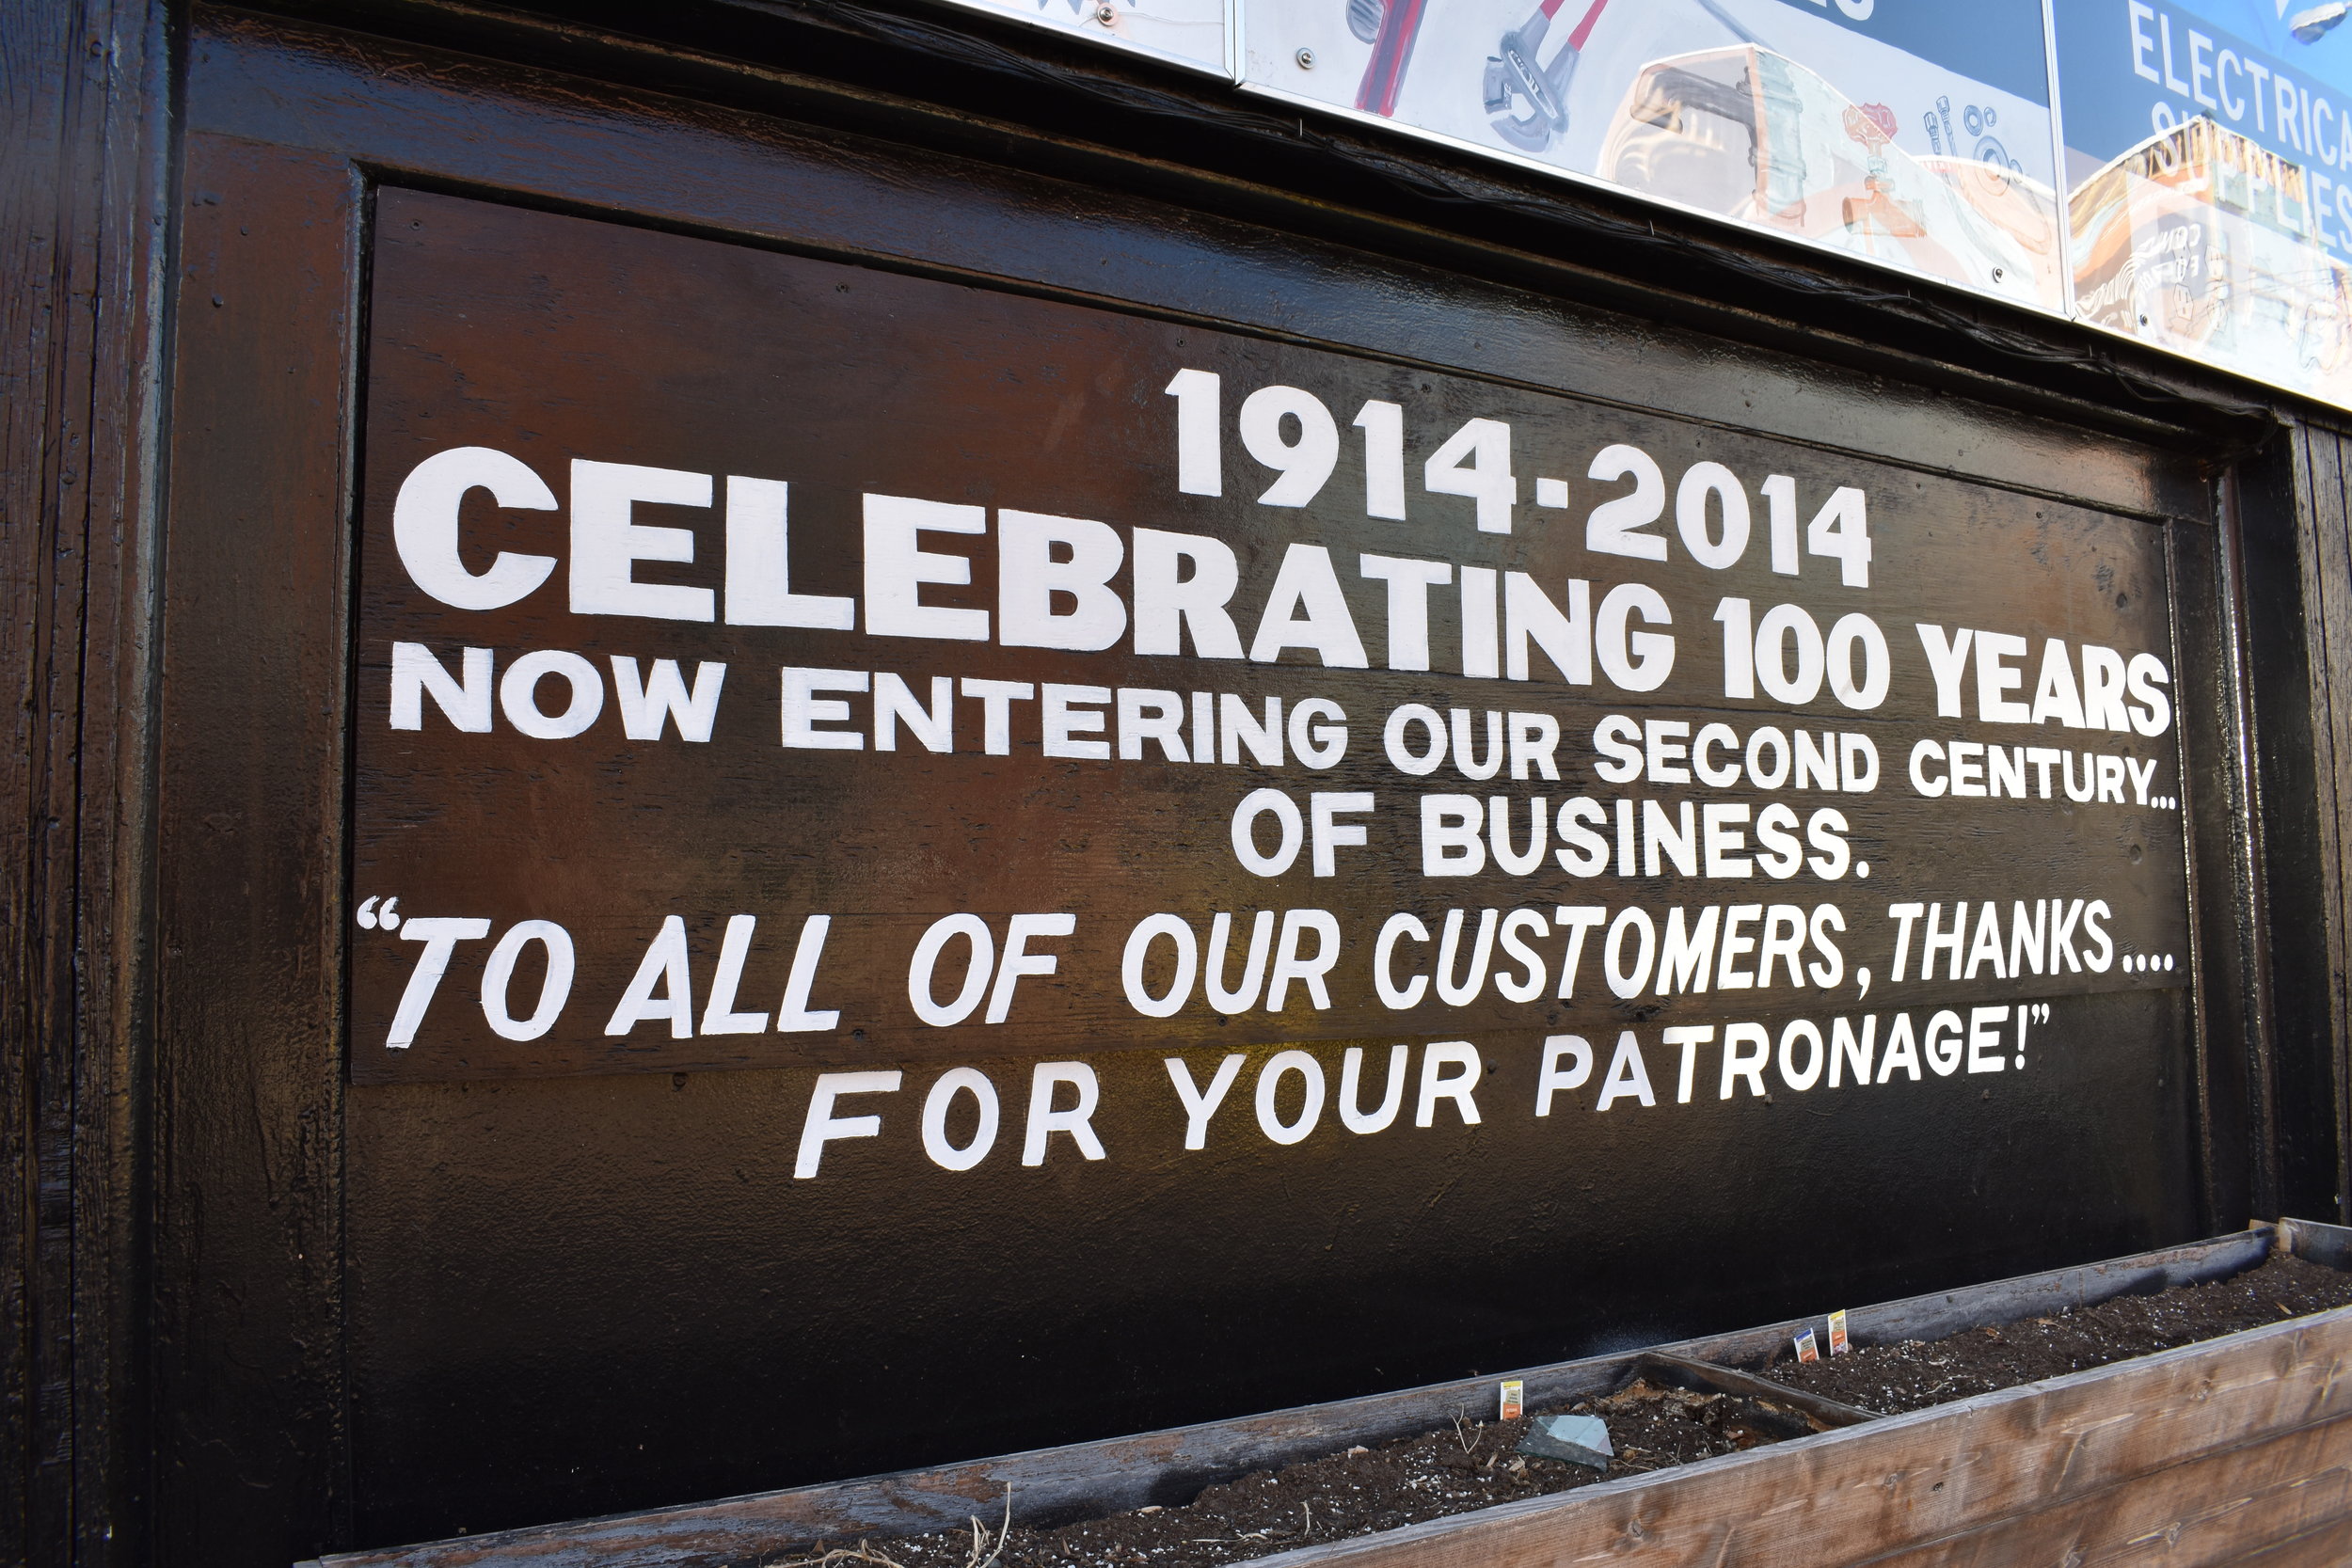 ELECTRICAL
SUPPLIES
1914-2014
CELEBRATING 100 YEARS
NOW ENTERING OUR SECOND CENTURY...
OF BUSINESS.
“TO ALL OF OUR CUSTOMERS, THANKS....
FOR YOUR PATRONAGE!”